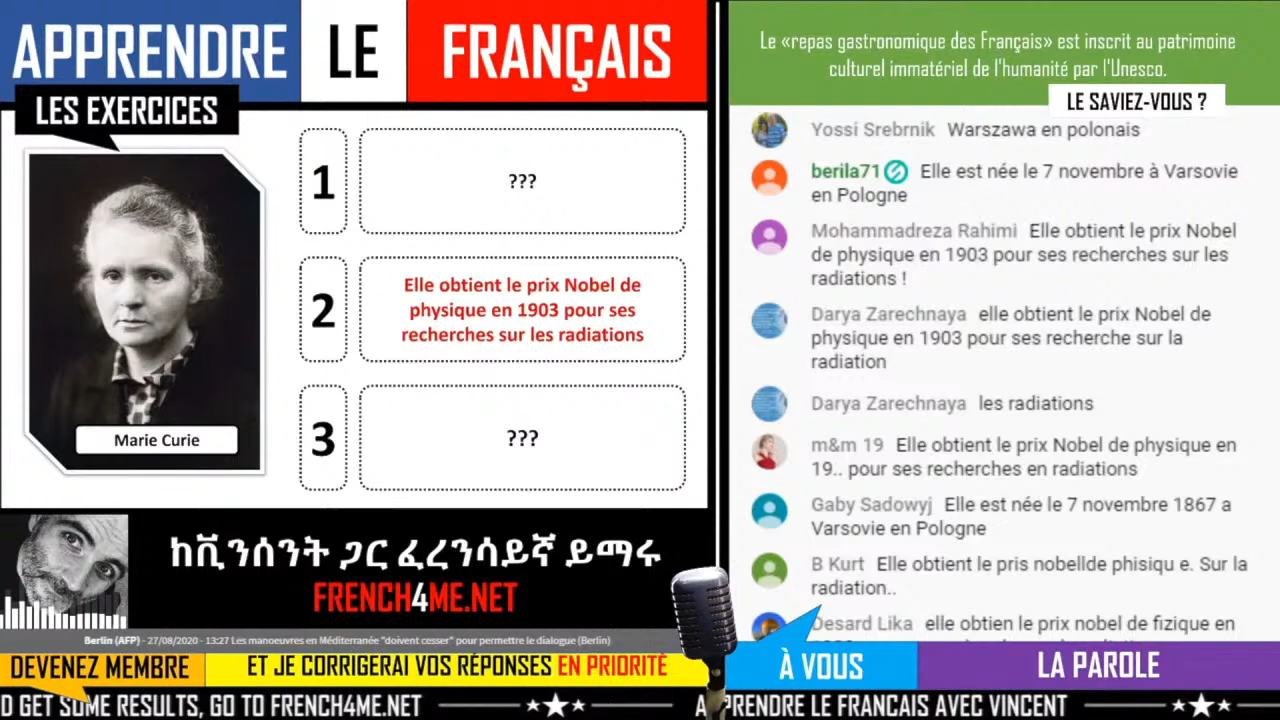 APPRENDRE LE FRANÇAIS
LES EXERCICES
Marie Curie
1
???
2
Elle obtient le prix Nobel de
physique en 1903 pour ses
recherches sur les radiations
3
???
ከቪንሰንት ጋር ፈረንሳይኛ ይማሩ
FRENCH4ME.NET
Berlin (AFP) - 27/08/2020 - 13:27 Les manoeuvres en Méditerranée "doivent cesser" pour permettre le dialogue (Berlin)
DEVENEZ MEMBRE
ET JE CORRIGERAI VOS RÉPONSES EN PRIORITÉ
Le «repas gastronomique des Français» est inscrit au patrimoine
culturel immatériel de l'humanité par l'Unesco.
LE SAVIEZ-VOUS ?
Yossi Srebrnik Warszawa en polonais
berila71 Elle est née le 7 novembre à Varsovie
en Pologne
Mohammadreza Rahimi Elle obtient le prix Nobel
de physique en 1903 pour ses recherches sur les
radiations !
Darya Zarechnaya elle obtient le prix Nobel de
physique en 1903 pour ses recherche sur la
radiation
Darya Zarechnaya les radiations
m&m 19 Elle obtient le prix Nobel de physique en
19.. pour ses recherches en radiations
Gaby Sadowyj Elle est née le 7 novembre 1867 a
Varsovie en Pologne
B Kurt Elle obtient le pris nobellde phisiqu e. Sur la
radiation..
Desard Lika elle obtien le prix nobel de fizique en
À VOUS
LA PAROLE
D GET SOME RESULTS, GO TO FRENCH4ME.NET
PRENDRE LE FRANCAIS AVEC VINCENT